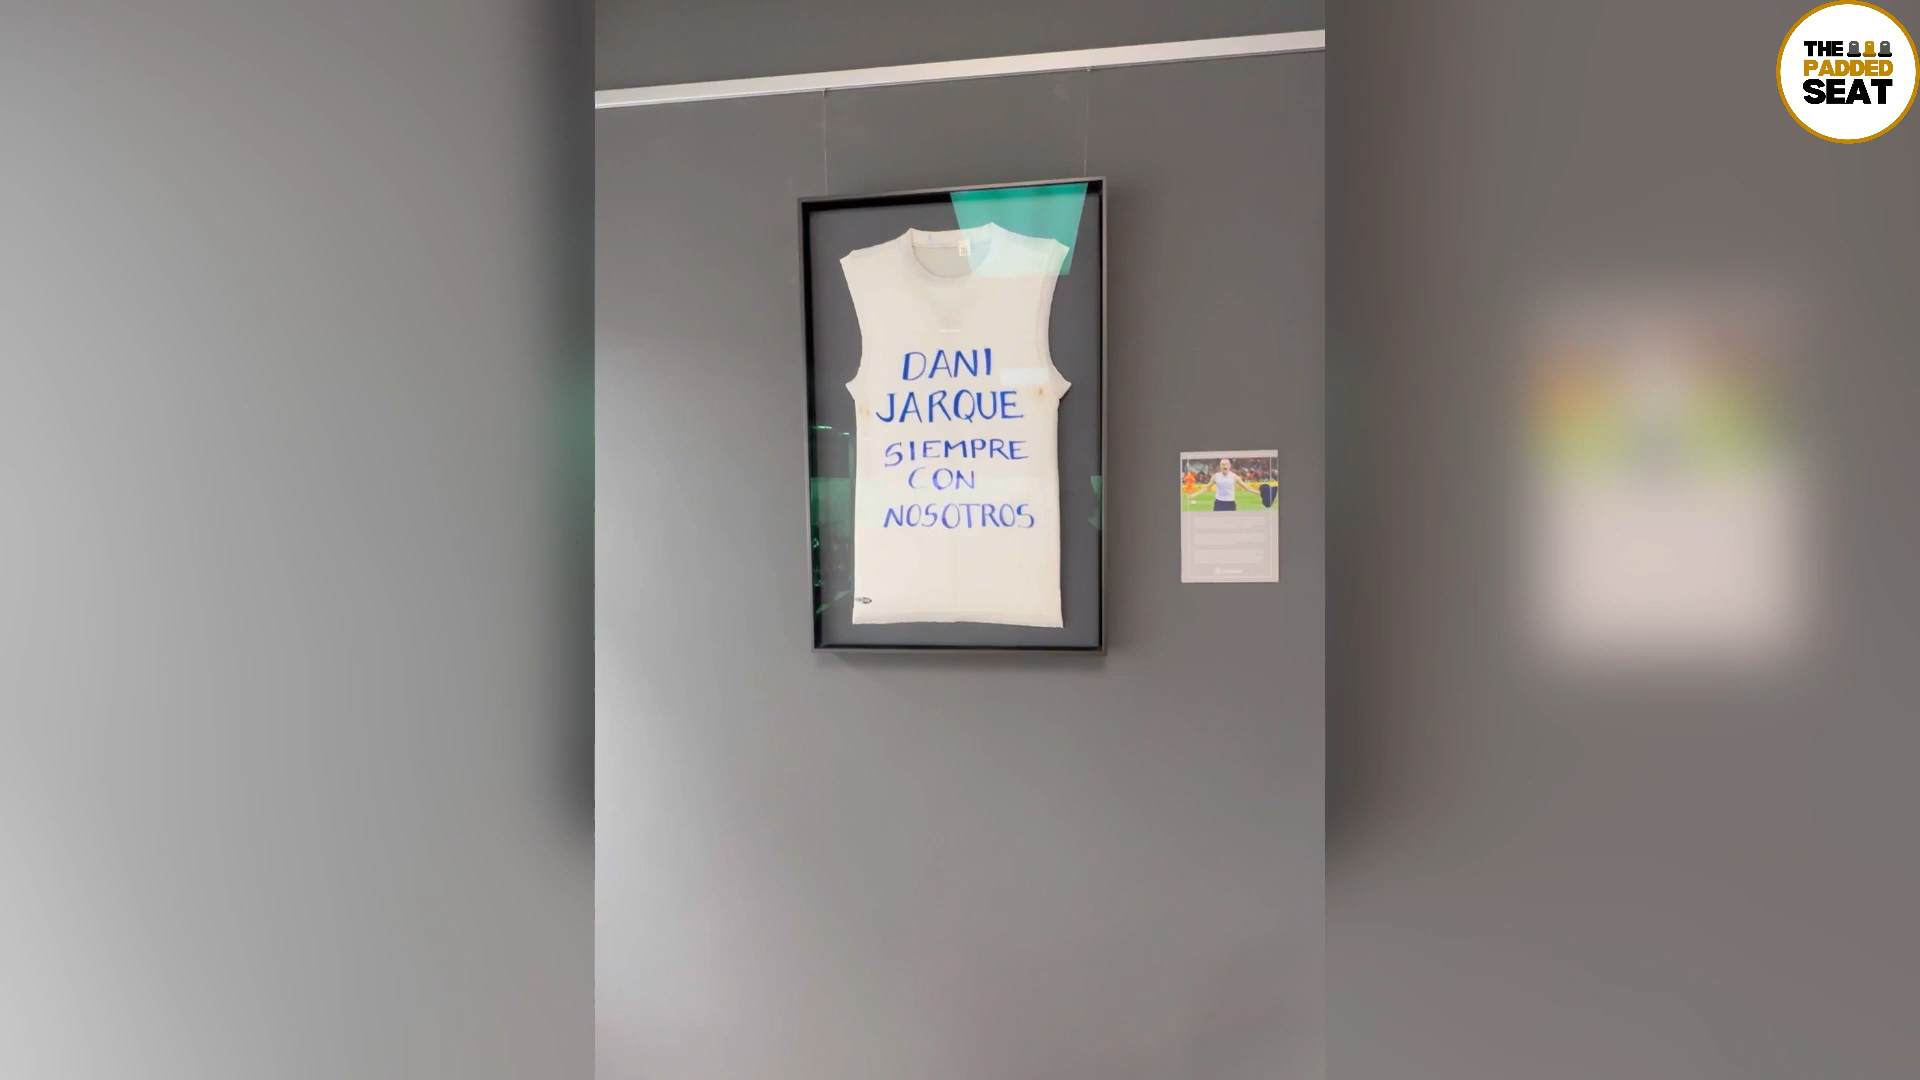 THE
PADDED
SEAT
DANI
JARQUE
SIEMPRE
CON
NOSOTROS